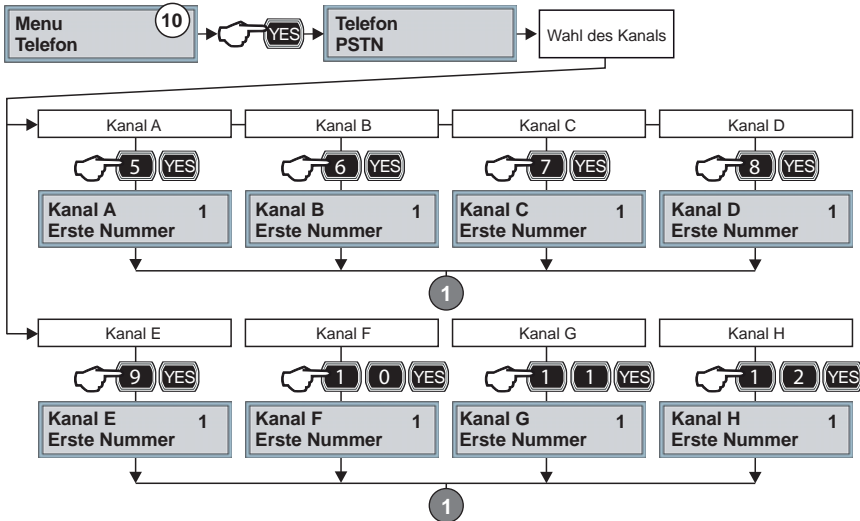 Menu 10
Telefon
YES
Telefon
PSTN
Wahl des Kanals
Kanal A Kanal B Kanal C Kanal D
5 YES 6 YES 7 YES 8 YES
Kanal A 1 Kanal B 1 Kanal C 1 Kanal D 1
Erste Nummer Erste Nummer Erste Nummer Erste Nummer
1
Kanal E Kanal F Kanal G Kanal H
9 YES 1 0 YES 1 1 YES 1 2 YES
Kanal E 1 Kanal F 1 Kanal G 1 Kanal H 1
Erste Nummer Erste Nummer Erste Nummer Erste Nummer
1